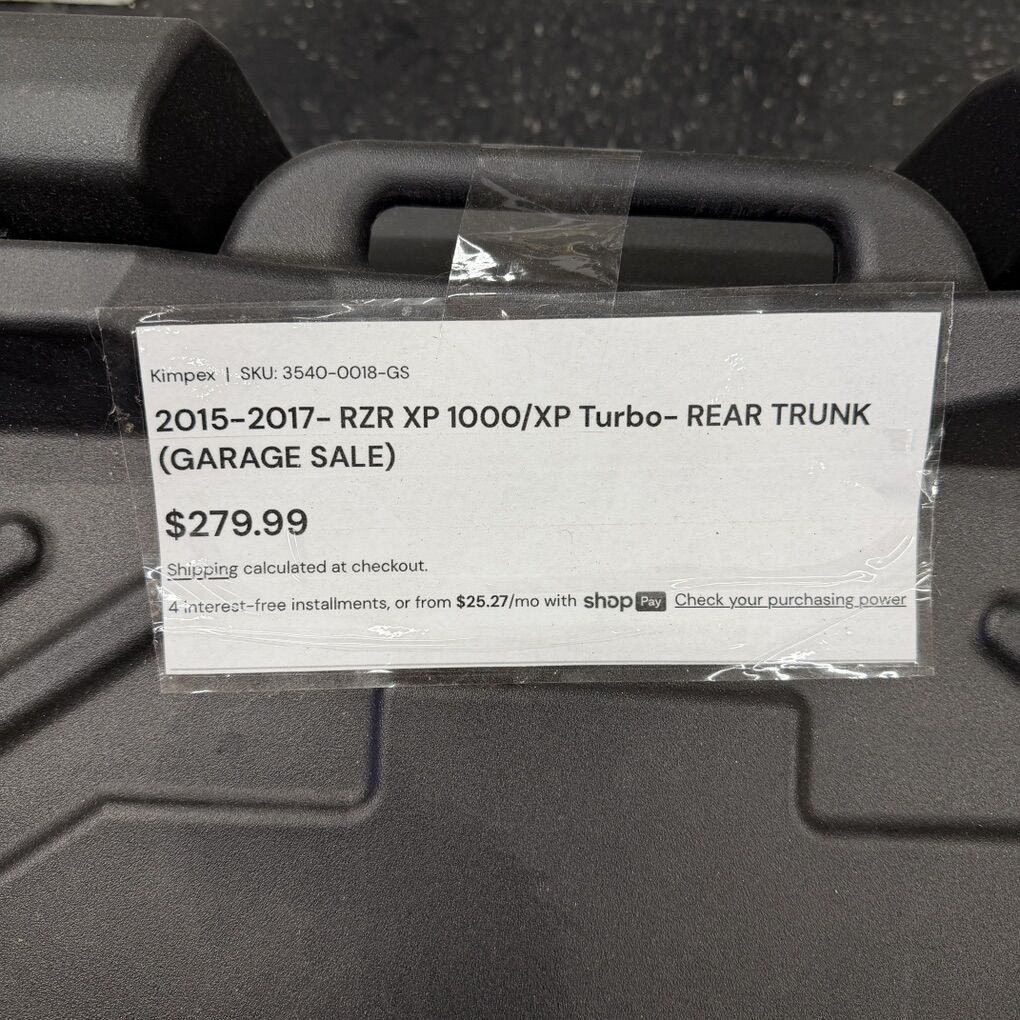 Kimpex | SKU: 3540-0018-GS
2015-2017- RZR XP 1000/XP Turbo- REAR TRUNK
(GARAGE SALE)
$279.99
Shipping calculated at checkout.
4 interest-free installments, or from $25.27/mo with shop Pay Check your purchasing power